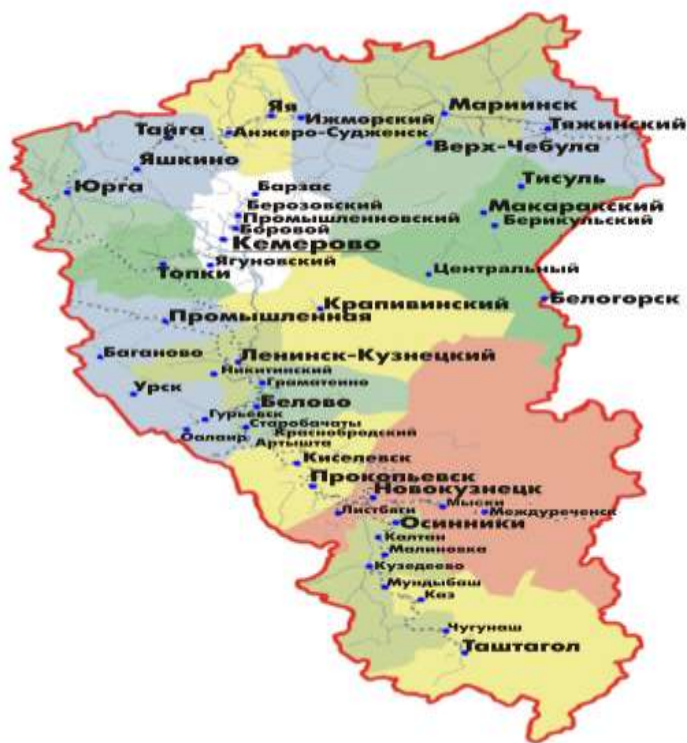 Яя
Ижморский
Мариинск
Тяжинский
Тайга
Анжеро-Судженск
Верх-Чебула
Яшкино
Юрга
Барзас
Тисуль
Берозовский
Макаракский
Промышленновский
Берикульский
Боровой
Кемерово
Ягуновский
Топки
Центральный
Белогорск
Крапивинский
Промышленная
Баганово
Ленинск-Кузнецкий
Никитинский
Граматеино
Урск
Белово
Гурьевск
Старобачаты
Краснобродский
Салаир
Артышта
Киселевск
Прокопьевск
Новокузнецк
Мыски
Листвяги
Междуреченск
Осинники
Калтан
Малиновка
Кузедеево
Мундыбаш
Каз
Чугунаш
Таштагол